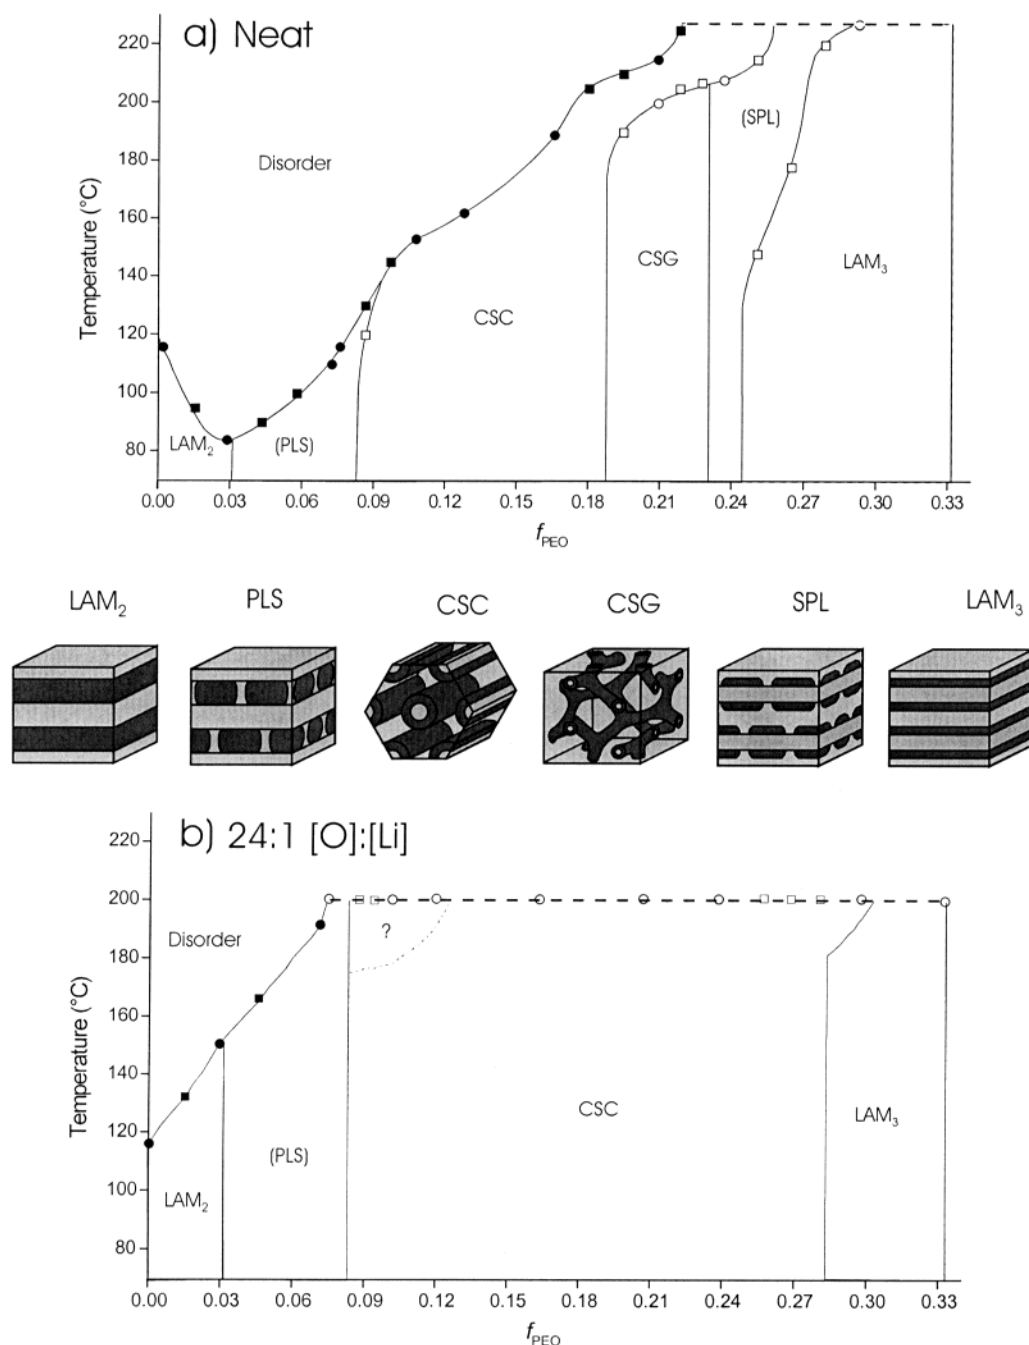 a) Neat
220
200
180
160
140
120
100
80
Temperature (°C)
Disorder
(SPL)
CSG
LAM₃
CSC
LAM₂
(PLS)
0.00 0.03 0.06 0.09 0.12 0.15 0.18 0.21 0.24 0.27 0.30 0.33
fPEO
LAM₂ PLS CSC CSG SPL LAM₃
b) 24:1 [O]:[Li]
220
200
180
160
140
120
100
80
Temperature (°C)
Disorder
?
CSC
LAM₃
(PLS)
LAM₂
0.00 0.03 0.06 0.09 0.12 0.15 0.18 0.21 0.24 0.27 0.30 0.33
fPEO